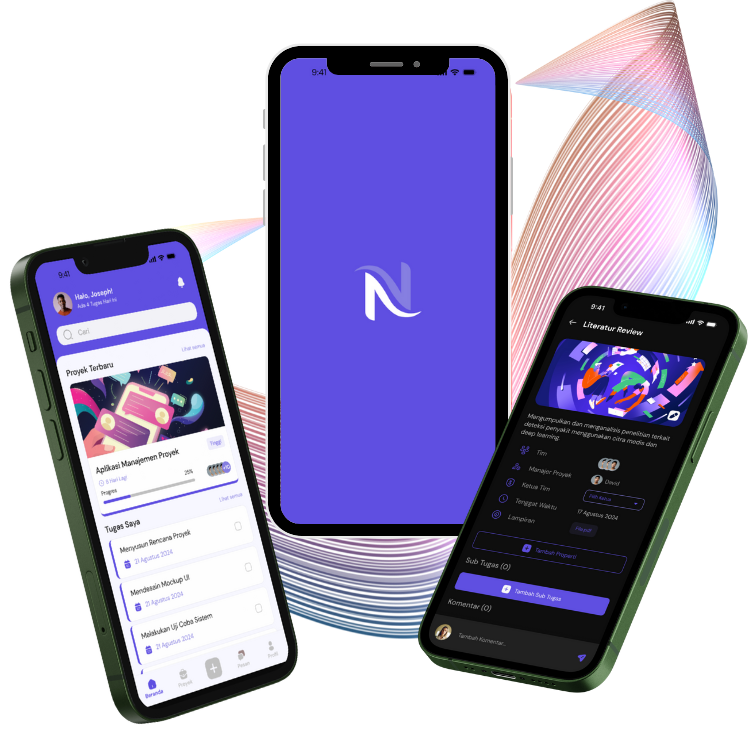 9:41
Halo, Joseph!
Ada 4 Tugas Hari Ini
Cari
Proyek Terbaru
Lihat semua
Aplikasi Manajemen Proyek
Tinggi
6 Hari Lagi
Progres
25%
Tugas Saya
Lihat semua
Menyusun Rencana Proyek
21 Agustus 2024
Mendesain Mockup UI
21 Agustus 2024
Melakukan Uji Coba Sistem
21 Agustus 2024
Beranda
Proyek
Profil
9:41
N
9:41
Literatur Review
Mengumpulkan dan menganalisis penelitian terkait
deteksi penyakit menggunakan citra medis dan
deep learning
Tim
Manajer Proyek
David
Ketua Tim
Tenggat Waktu
17 Agustus 2024
Lampiran
Tambah Properti
Sub Tugas (0)
Tambah Sub Tugas
Komentar (0)
Tambah Komentar...